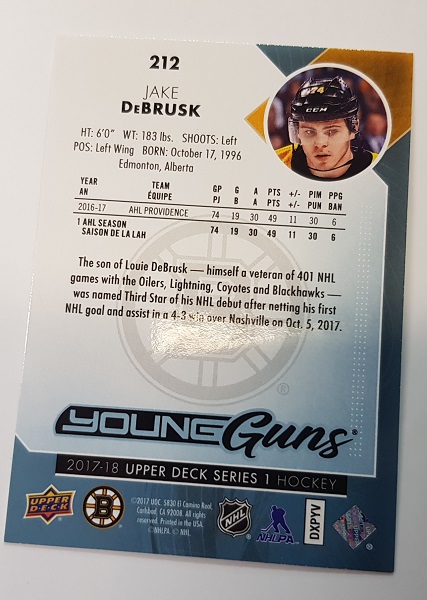 212
JAKE
DEBRUSK
HT: 6'0" WT: 183 lbs. SHOOTS: Left
POS: Left Wing BORN: October 17, 1996
Edmonton, Alberta
YEAR TEAM GP G A PTS +/- PIM PPG
AN ÉQUIPE PJ B A PTS +/- PUN BAN
2016-17 AHL PROVIDENCE 74 19 30 49 11 30 6
1 AHL SEASON 74 19 30 49 11 30 6
SAISON DE LA LAH
The son of Louie DeBrusk — himself a veteran of 401 NHL
games with the Oilers, Lightning, Coyotes and Blackhawks —
was named Third Star of his NHL debut after netting his first
NHL goal and assist in a 4-3 win over Nashville on Oct. 5, 2017.
YOUNG Guns®
2017-18 UPPER DECK SERIES 1 HOCKEY
UPPER DECK
B
©2017 UDC. 5830 El Camino Real,
Carlsbad, CA 92008. All rights
reserved. Printed in the USA.
©NHLPA © NHL.
NHL
NHLPA
DXPYV
74
CCM